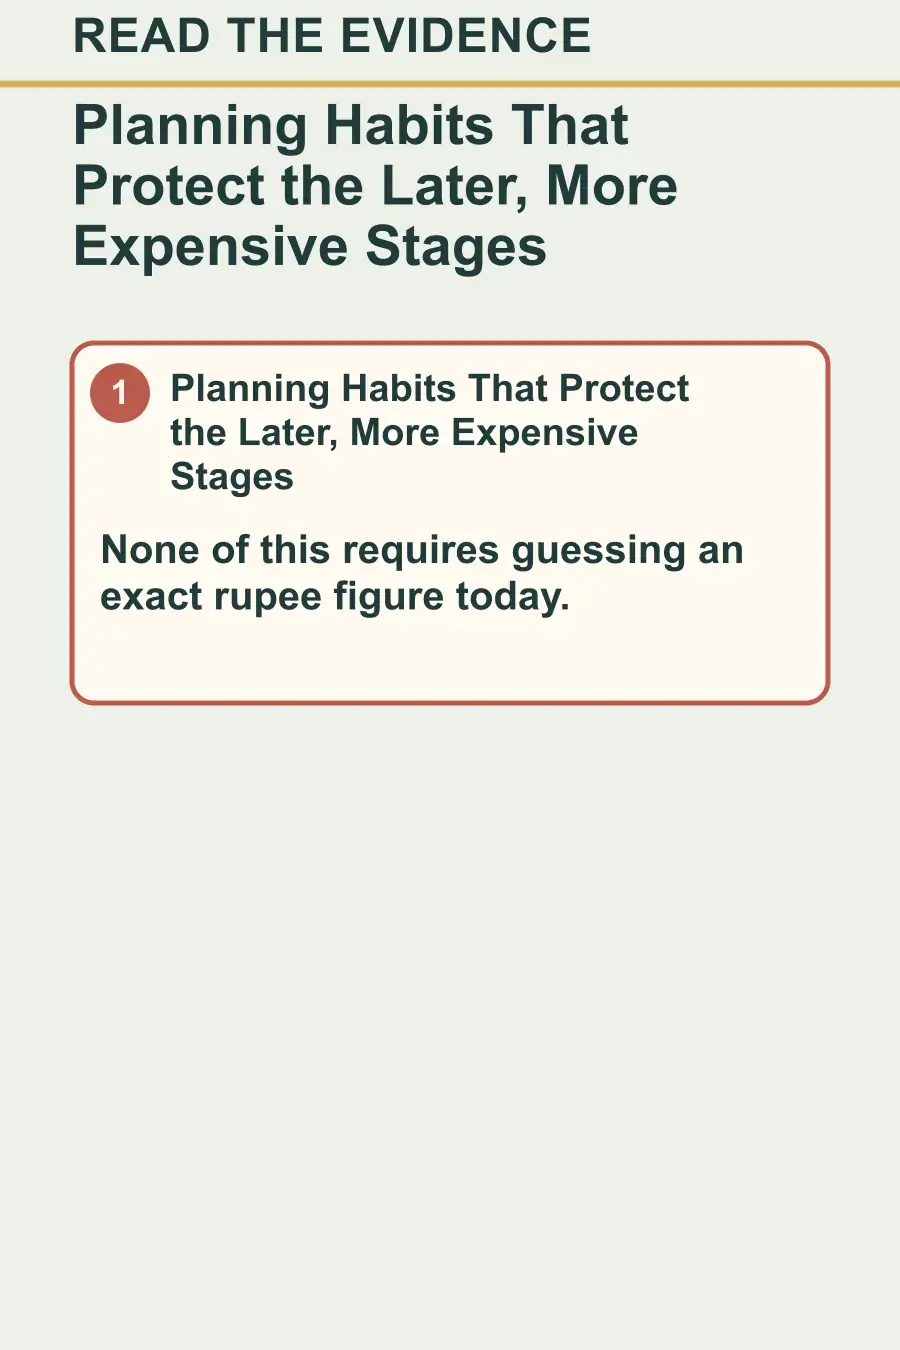 READ THE EVIDENCE
Planning Habits That
Protect the Later, More
Expensive Stages
1
Planning Habits That Protect
the Later, More Expensive
Stages
None of this requires guessing an
exact rupee figure today.